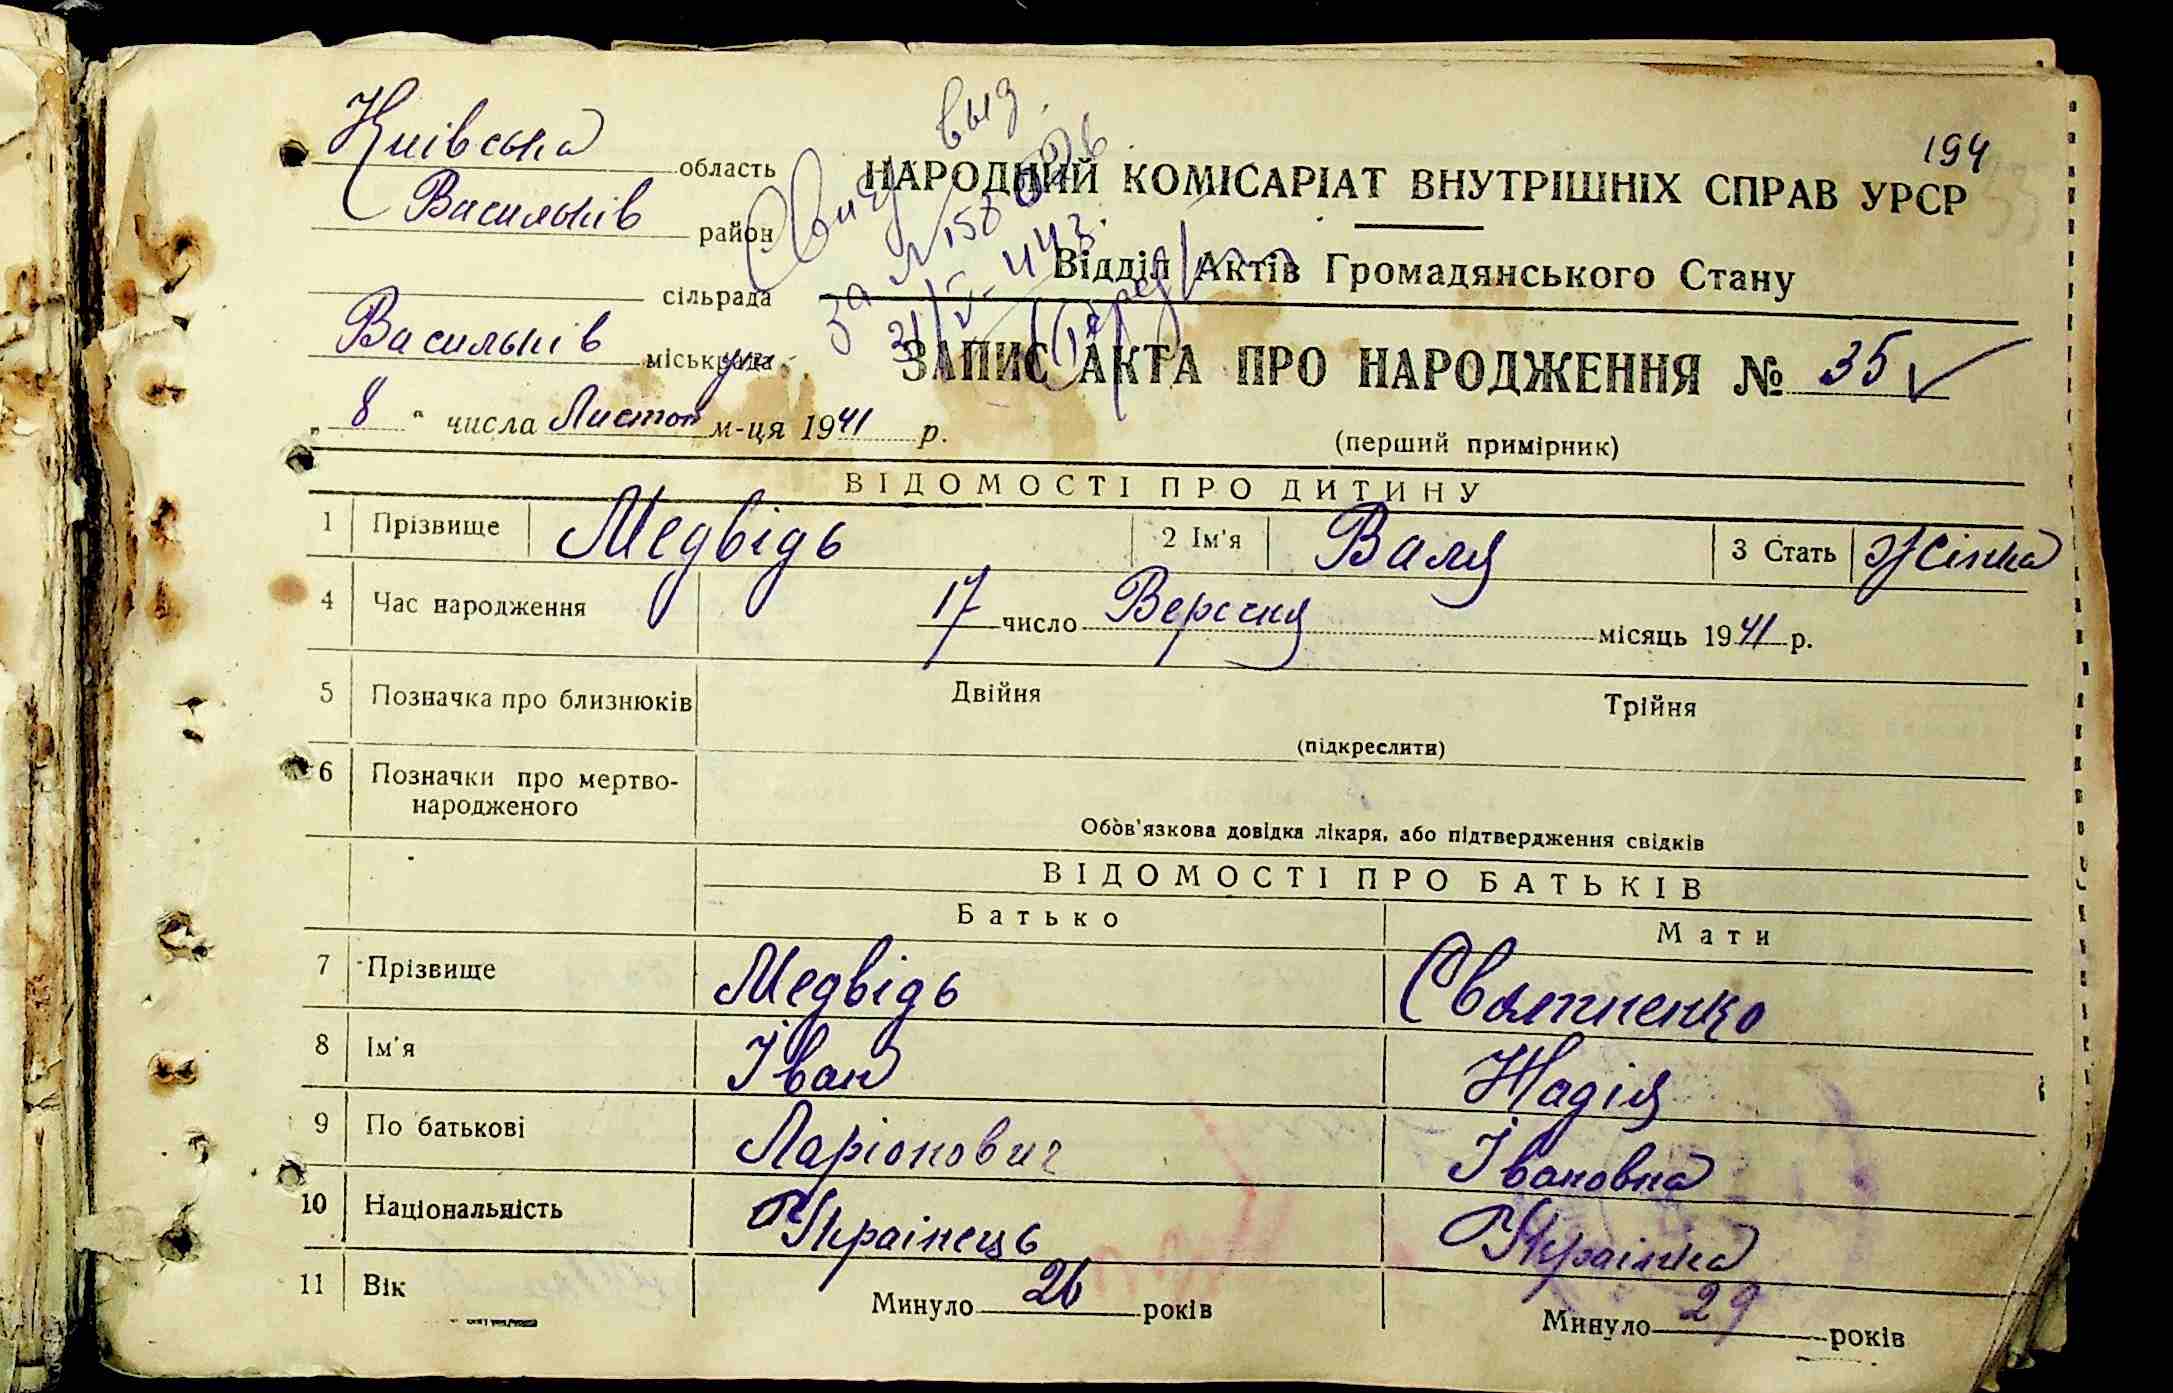 194
Київська область
Васильків район
сільрада
Васильків міськрада
НАРОДНИЙ КОМІСАРІАТ ВНУТРІШНІХ СПРАВ УРСР
Відділ Актів Громадянського Стану
ЗАПИС АКТА ПРО НАРОДЖЕННЯ № 35
„ 8 " числа Листоп м-ця 1941 р.
(перший примірник)
ВІДОМОСТІ ПРО ДИТИНУ
1 Прізвище Медвідь 2 Ім'я Валя 3 Стать Жінка
4 Час народження 17 число Версня місяць 1941 р.
5 Позначка про близнюків Двійня Трійня
(підкреслити)
6 Позначки про мертво-
народженого
Обов'язкова довідка лікаря, або підтвердження свідків
ВІДОМОСТІ ПРО БАТЬКІВ
Батько Мати
7 Прізвище Медвідь
8 Ім'я Іван Надія
9 По батькові Ларіонович Івановна
10 Національність Українець Українка
11 Вік Минуло 26 років Минуло 29 років